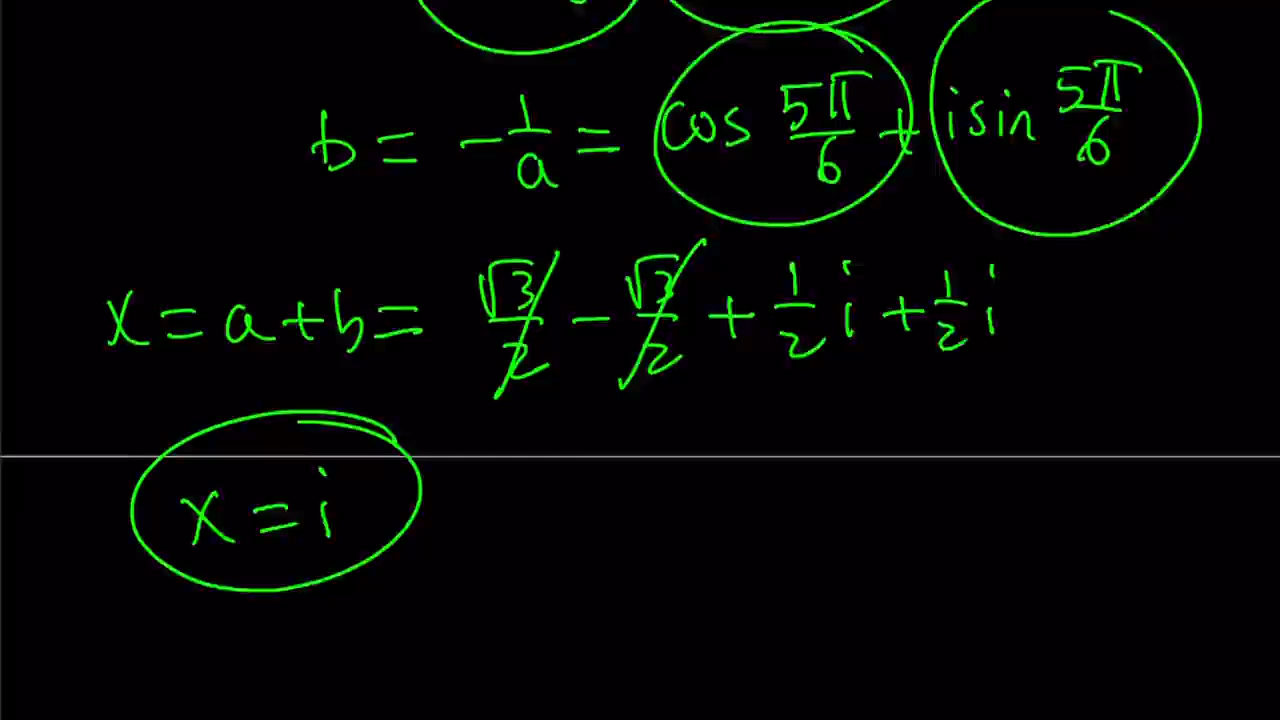 b = -1/a = cos 5π/6 + i sin 5π/6
x = a + b = √3/2 - √3/2 + 1/2 i + 1/2 i
x = i